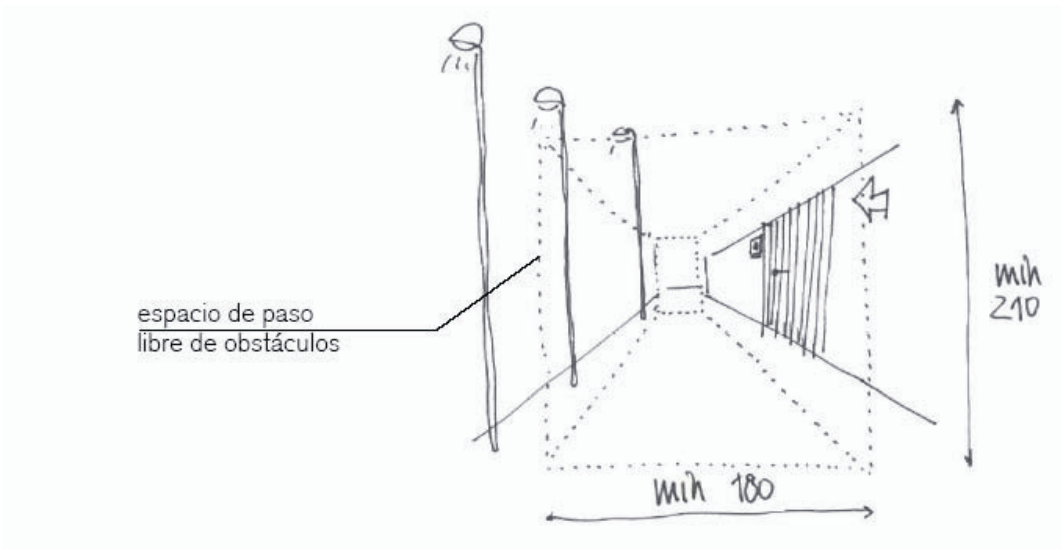 espacio de paso
libre de obstáculos
min
210
min 180